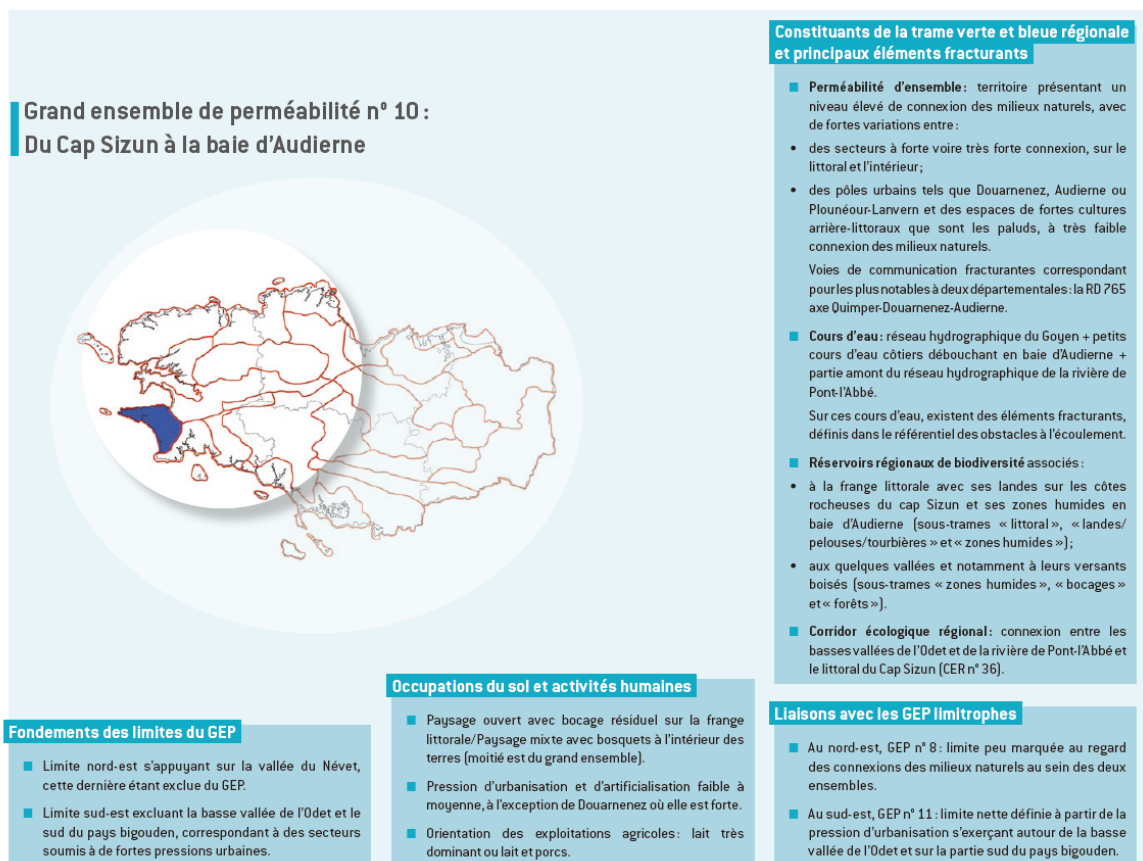 Grand ensemble de perméabilité n° 10 :
Du Cap Sizun à la baie d'Audierne
Constituants de la trame verte et bleue régionale
et principaux éléments fracturants
Perméabilité d'ensemble : territoire présentant un
niveau élevé de connexion des milieux naturels, avec
de fortes variations entre :
• des secteurs à forte voire très forte connexion, sur le
littoral et l'intérieur;
• des pôles urbains tels que Douarnenez, Audierne ou
Plounéour-Lanvern et des espaces de fortes cultures
arrière-littoraux que sont les paluds, à très faible
connexion des milieux naturels.
Voies de communication fracturantes correspondant
pour les plus notables à deux départementales : la RD 765
axe Quimper-Douarnenez-Audierne.
Cours d'eau : réseau hydrographique du Goyen + petits
cours d'eau côtiers débouchant en baie d'Audierne +
partie amont du réseau hydrographique de la rivière de
Pont-l'Abbé.
Sur ces cours d'eau, existent des éléments fracturants,
définis dans le référentiel des obstacles à l'écoulement.
Réservoirs régionaux de biodiversité associés :
• à la frange littorale avec ses landes sur les côtes
rocheuses du cap Sizun et ses zones humides en
baie d'Audierne (sous-trames « littoral », « landes/
pelouses/tourbières » et « zones humides » ) ;
• aux quelques vallées et notamment à leurs versants
boisés (sous-trames « zones humides », « bocages »
et « forêts » ).
Corridor écologique régional : connexion entre les
basses vallées de l'Odet et de la rivière de Pont-l'Abbé et
le littoral du Cap Sizun (CER n° 36).
Fondements des limites du GEP
Limite nord-est s'appuyant sur la vallée du Névet,
cette dernière étant exclue du GEP.
Limite sud-est excluant la basse vallée de l'Odet et le
sud du pays bigouden, correspondant à des secteurs
soumis à de fortes pressions urbaines.
Occupations du sol et activités humaines
Paysage ouvert avec bocage résiduel sur la frange
littorale/Paysage mixte avec bosquets à l'intérieur des
terres (moitié est du grand ensemble).
Pression d'urbanisation et d'artificialisation faible à
moyenne, à l'exception de Douarnenez où elle est forte.
Orientation des exploitations agricoles : lait très
dominant ou lait et porcs.
Liaisons avec les GEP limitrophes
Au nord-est, GEP n° 8 : limite peu marquée au regard
des connexions des milieux naturels au sein des deux
ensembles.
Au sud-est, GEP n° 11 : limite nette définie à partir de la
pression d'urbanisation s'exerçant autour de la basse
vallée de l'Odet et sur la partie sud du pays bigouden.